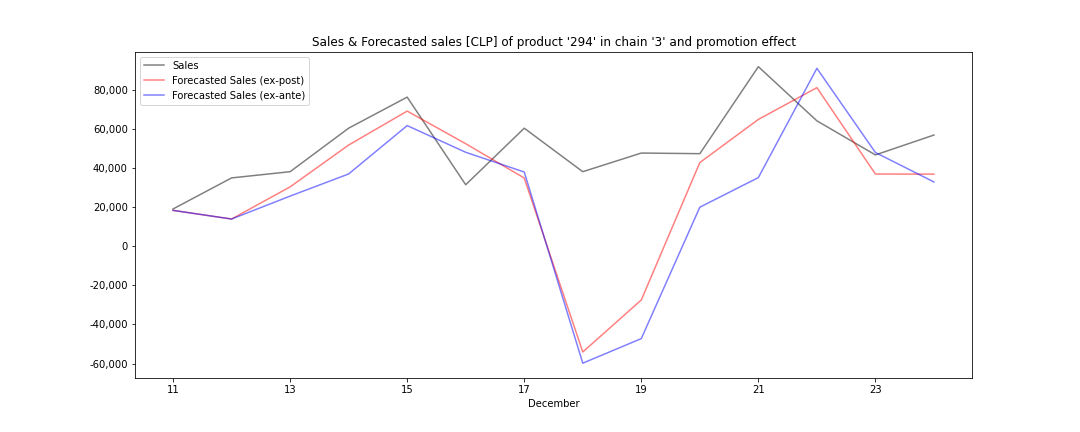 Sales & Forecasted sales [CLP] of product '294' in chain '3' and promotion effect
Sales
Forecasted Sales (ex-post)
Forecasted Sales (ex-ante)
80,000
60,000
40,000
20,000
0
-20,000
-40,000
-60,000
11 13 15 17 19 21 23
December